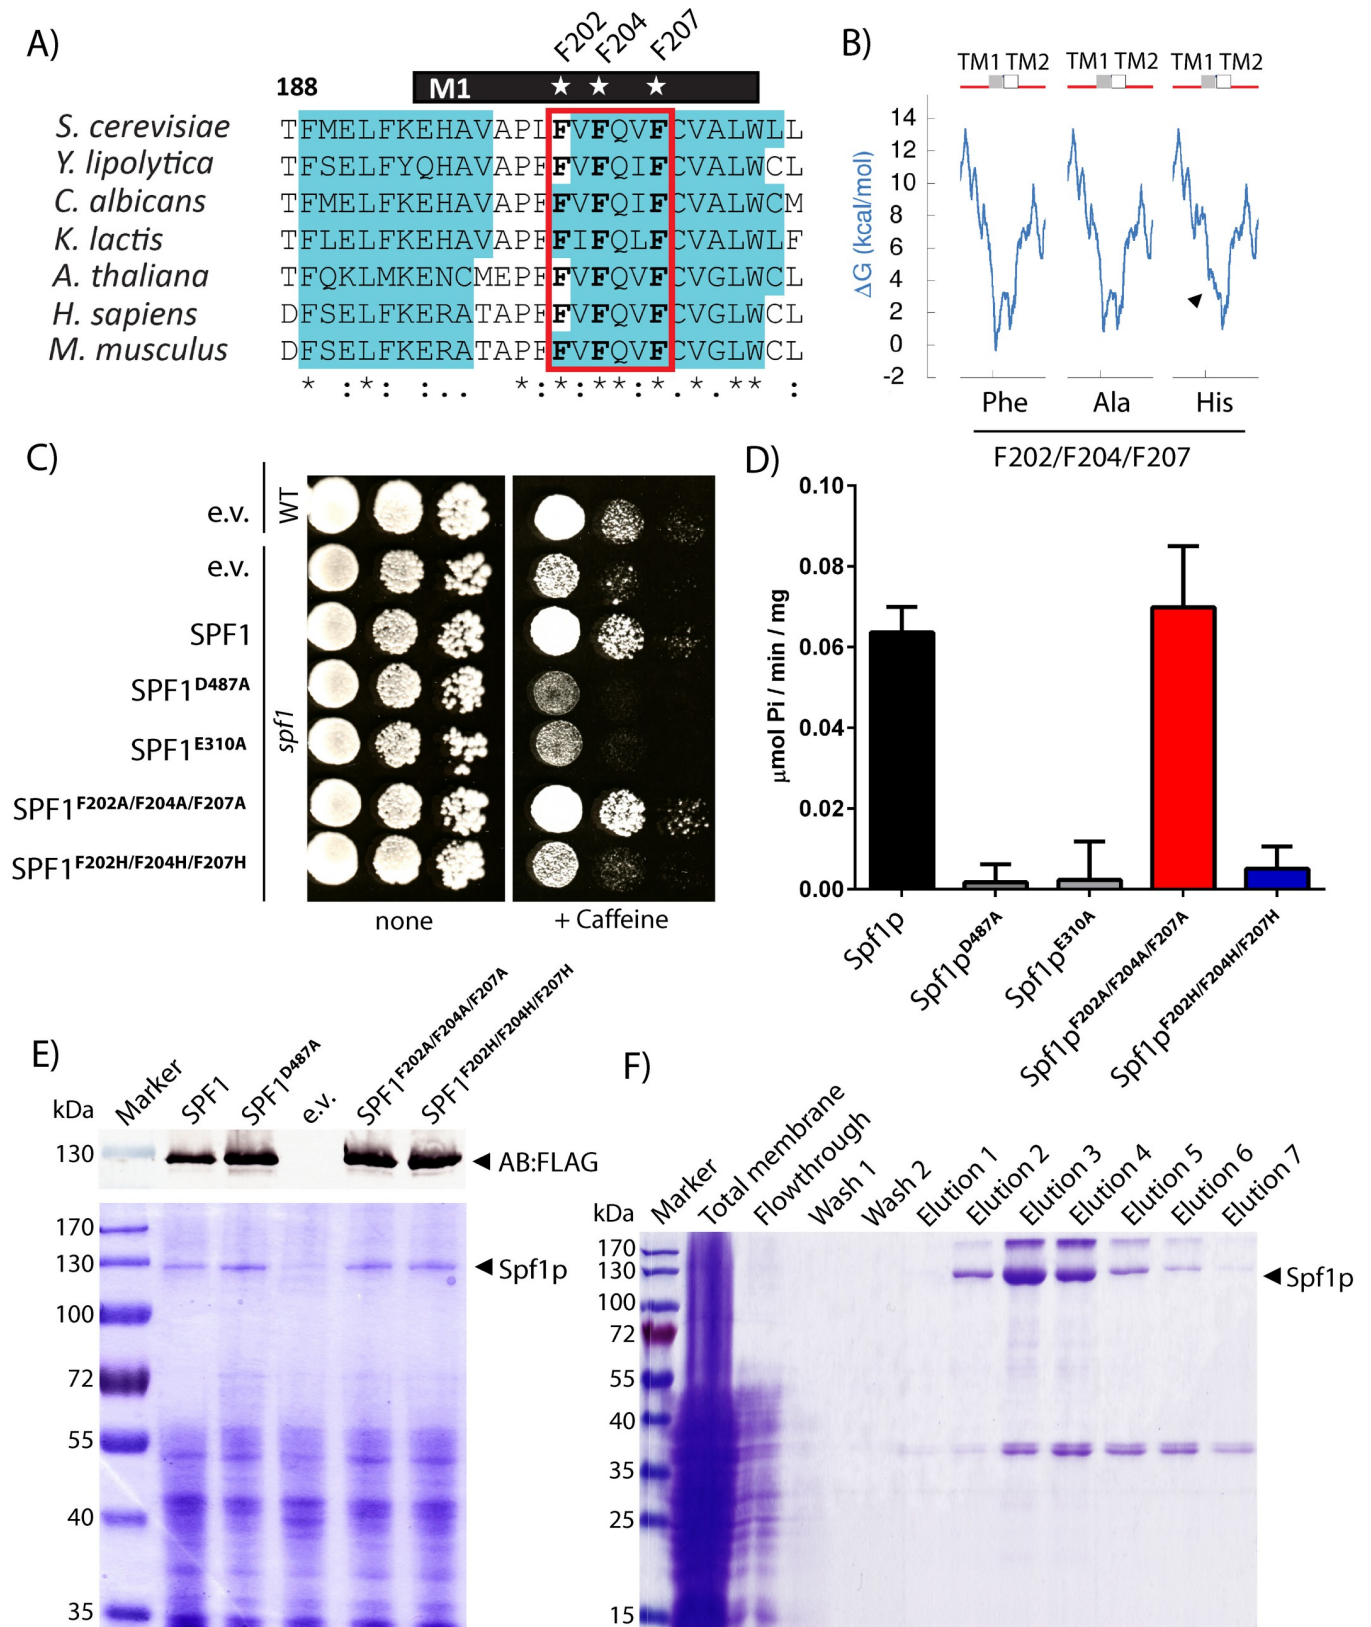 A)
F202 F204 F207
188 M1
S. cerevisiae TFMELFKEHAVAPLFVFQVFCVALWLL
Y. lipolytica TFSELFYQHAVAPFFVFQIFCVALWCL
C. albicans TFMELFKEHAVAPFFVFQIFCVALWCM
K. lactis TFLELFKEHAVAPFFIFQLFCVALWLF
A. thaliana TFQKLMKENCMEPFFVFQVFCVGLWCL
H. sapiens DFSELFKERATAPFFVFQVFCVGLWCL
M. musculus DFSELFKERATAPFFVFQVFCVGLWCL
B)
TM1 TM2 TM1 TM2 TM1 TM2
ΔG (kcal/mol)
14
12
10
8
6
4
2
0
-2
Phe Ala His
F202/F204/F207
C)
WT
spf1
e.v.
e.v.
SPF1
SPF1D487A
SPF1E310A
SPF1F202A/F204A/F207A
SPF1F202H/F204H/F207H
none + Caffeine
D)
µmol Pi / min / mg
0.10
0.08
0.06
0.04
0.02
0.00
Spf1p
Spf1pD487A
Spf1pE310A
Spf1pF202A/F204A/F207A
Spf1pF202H/F204H/F207H
E)
kDa
Marker
SPF1
SPF1D487A
e.v.
SPF1F202A/F204A/F207A
SPF1F202H/F204H/F207H
130
AB:FLAG
170
130
Spf1p
100
72
55
40
35
F)
kDa
Marker
Total membrane
Flowthrough
Wash 1
Wash 2
Elution 1
Elution 2
Elution 3
Elution 4
Elution 5
Elution 6
Elution 7
170
130
Spf1p
100
72
55
40
35
25
15